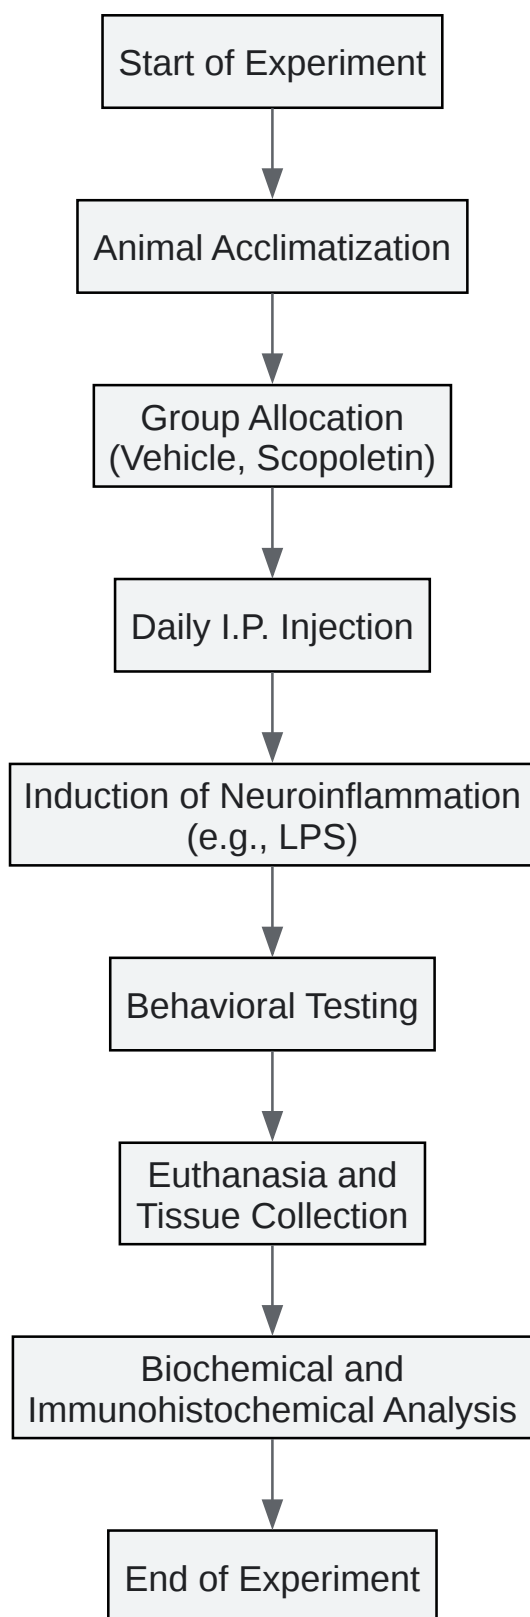 Start of Experiment
Animal Acclimatization
Group Allocation
(Vehicle, Scopoletin)
Daily I.P. Injection
Induction of Neuroinflammation
(e.g., LPS)
Behavioral Testing
Euthanasia and
Tissue Collection
Biochemical and
Immunohistochemical Analysis
End of Experiment